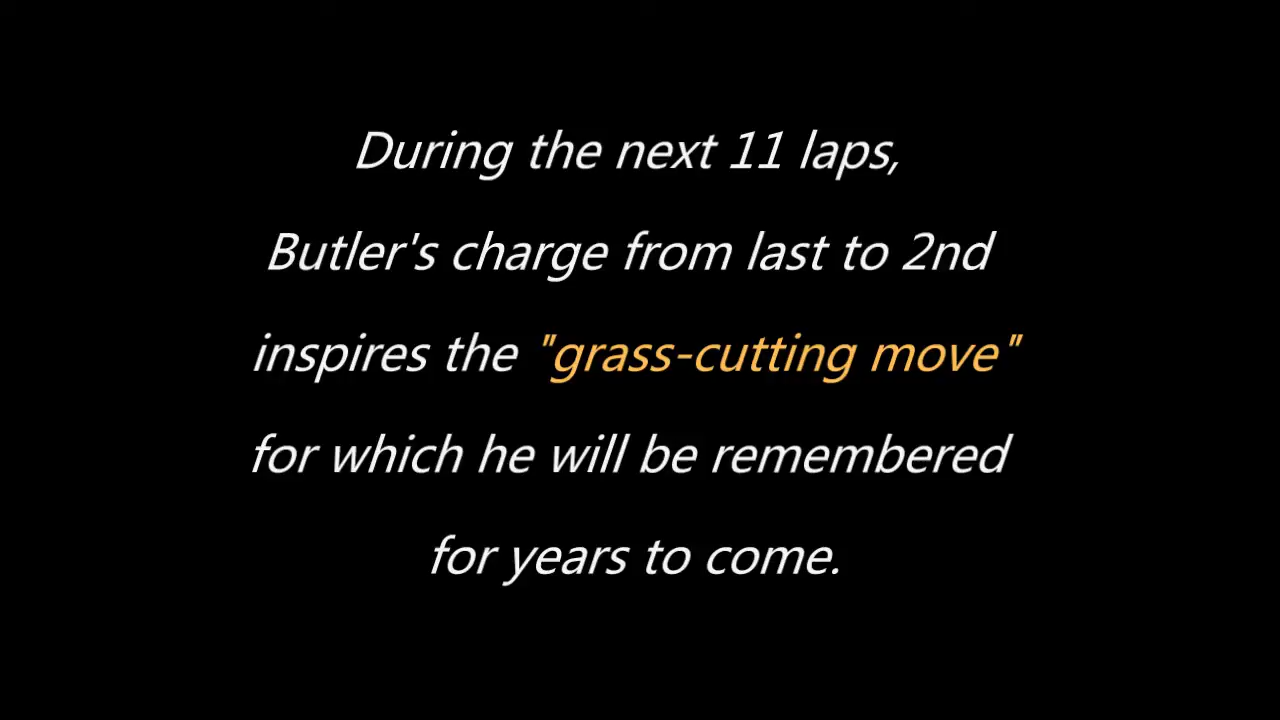 During the next 11 laps,
Butler's charge from last to 2nd
inspires the "grass-cutting move"
for which he will be remembered
for years to come.